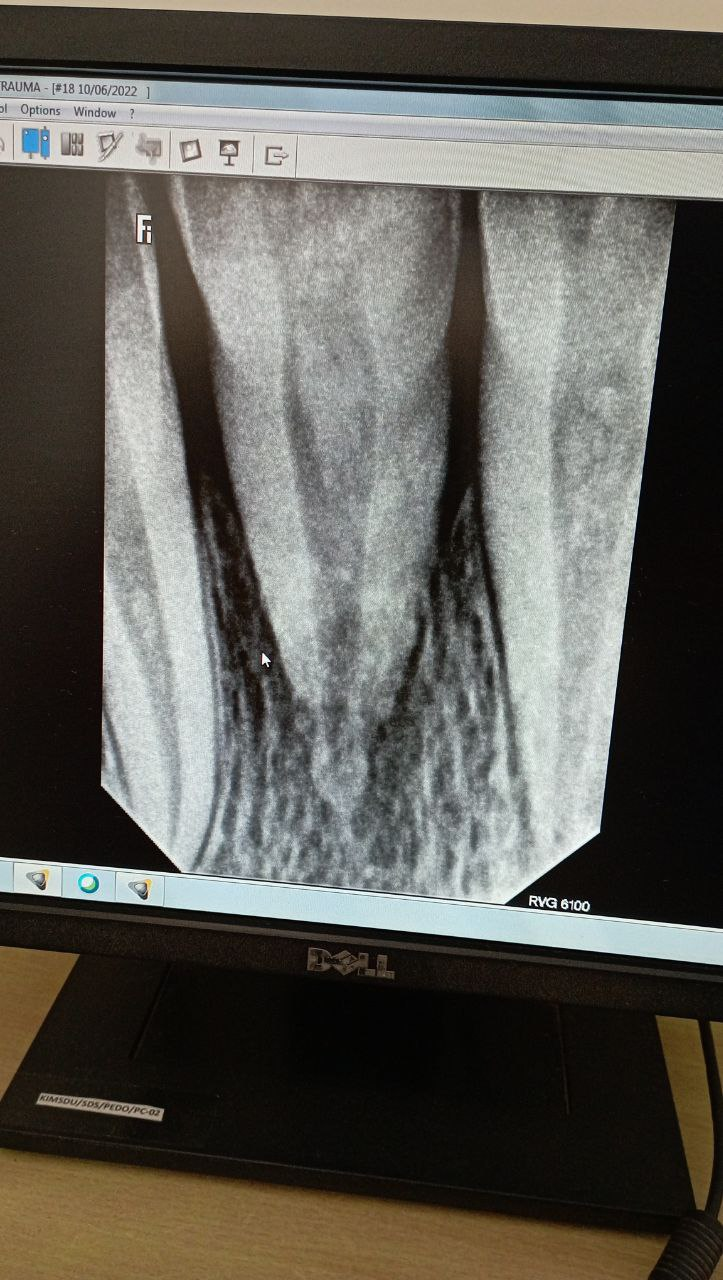 RAUMA - [#18 10/06/2022 ]
ol Options Window ?
RVG 6100
DELL
KIMSDU/SDS/PEDO/PC-02